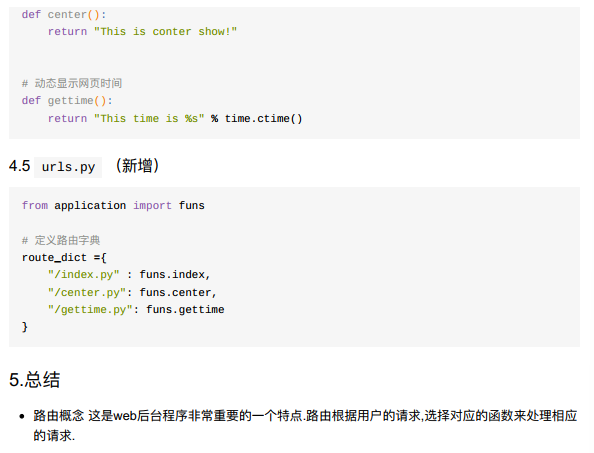 def center():
    return "This is conter show!"
# 动态显示网页时间
def gettime():
    return "This time is %s" % time.ctime()
4.5 urls.py （新增）
from application import funs
# 定义路由字典
route_dict ={
    "/index.py" : funs.index,
    "/center.py": funs.center,
    "/gettime.py": funs.gettime
}
5.总结
• 路由概念 这是web后台程序非常重要的一个特点.路由根据用户的请求,选择对应的函数来处理相应
的请求.